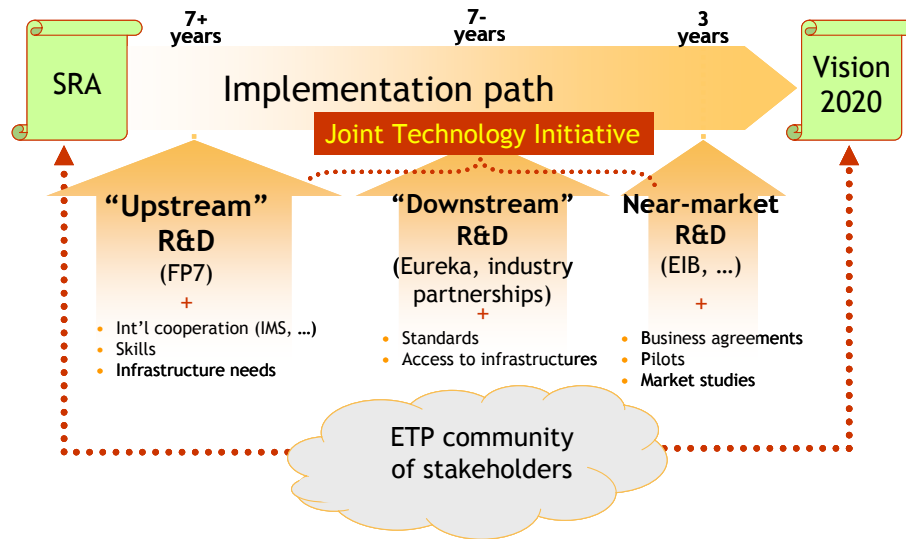 7+
years
7-
years
3
years
SRA
Implementation path
Vision
2020
Joint Technology Initiative
“Upstream”
R&D
(FP7)
+
• Int’l cooperation (IMS, …)
• Skills
• Infrastructure needs
“Downstream”
R&D
(Eureka, industry
partnerships)
+
• Standards
• Access to infrastructures
Near-market
R&D
(EIB, …)
+
• Business agreements
• Pilots
• Market studies
ETP community
of stakeholders